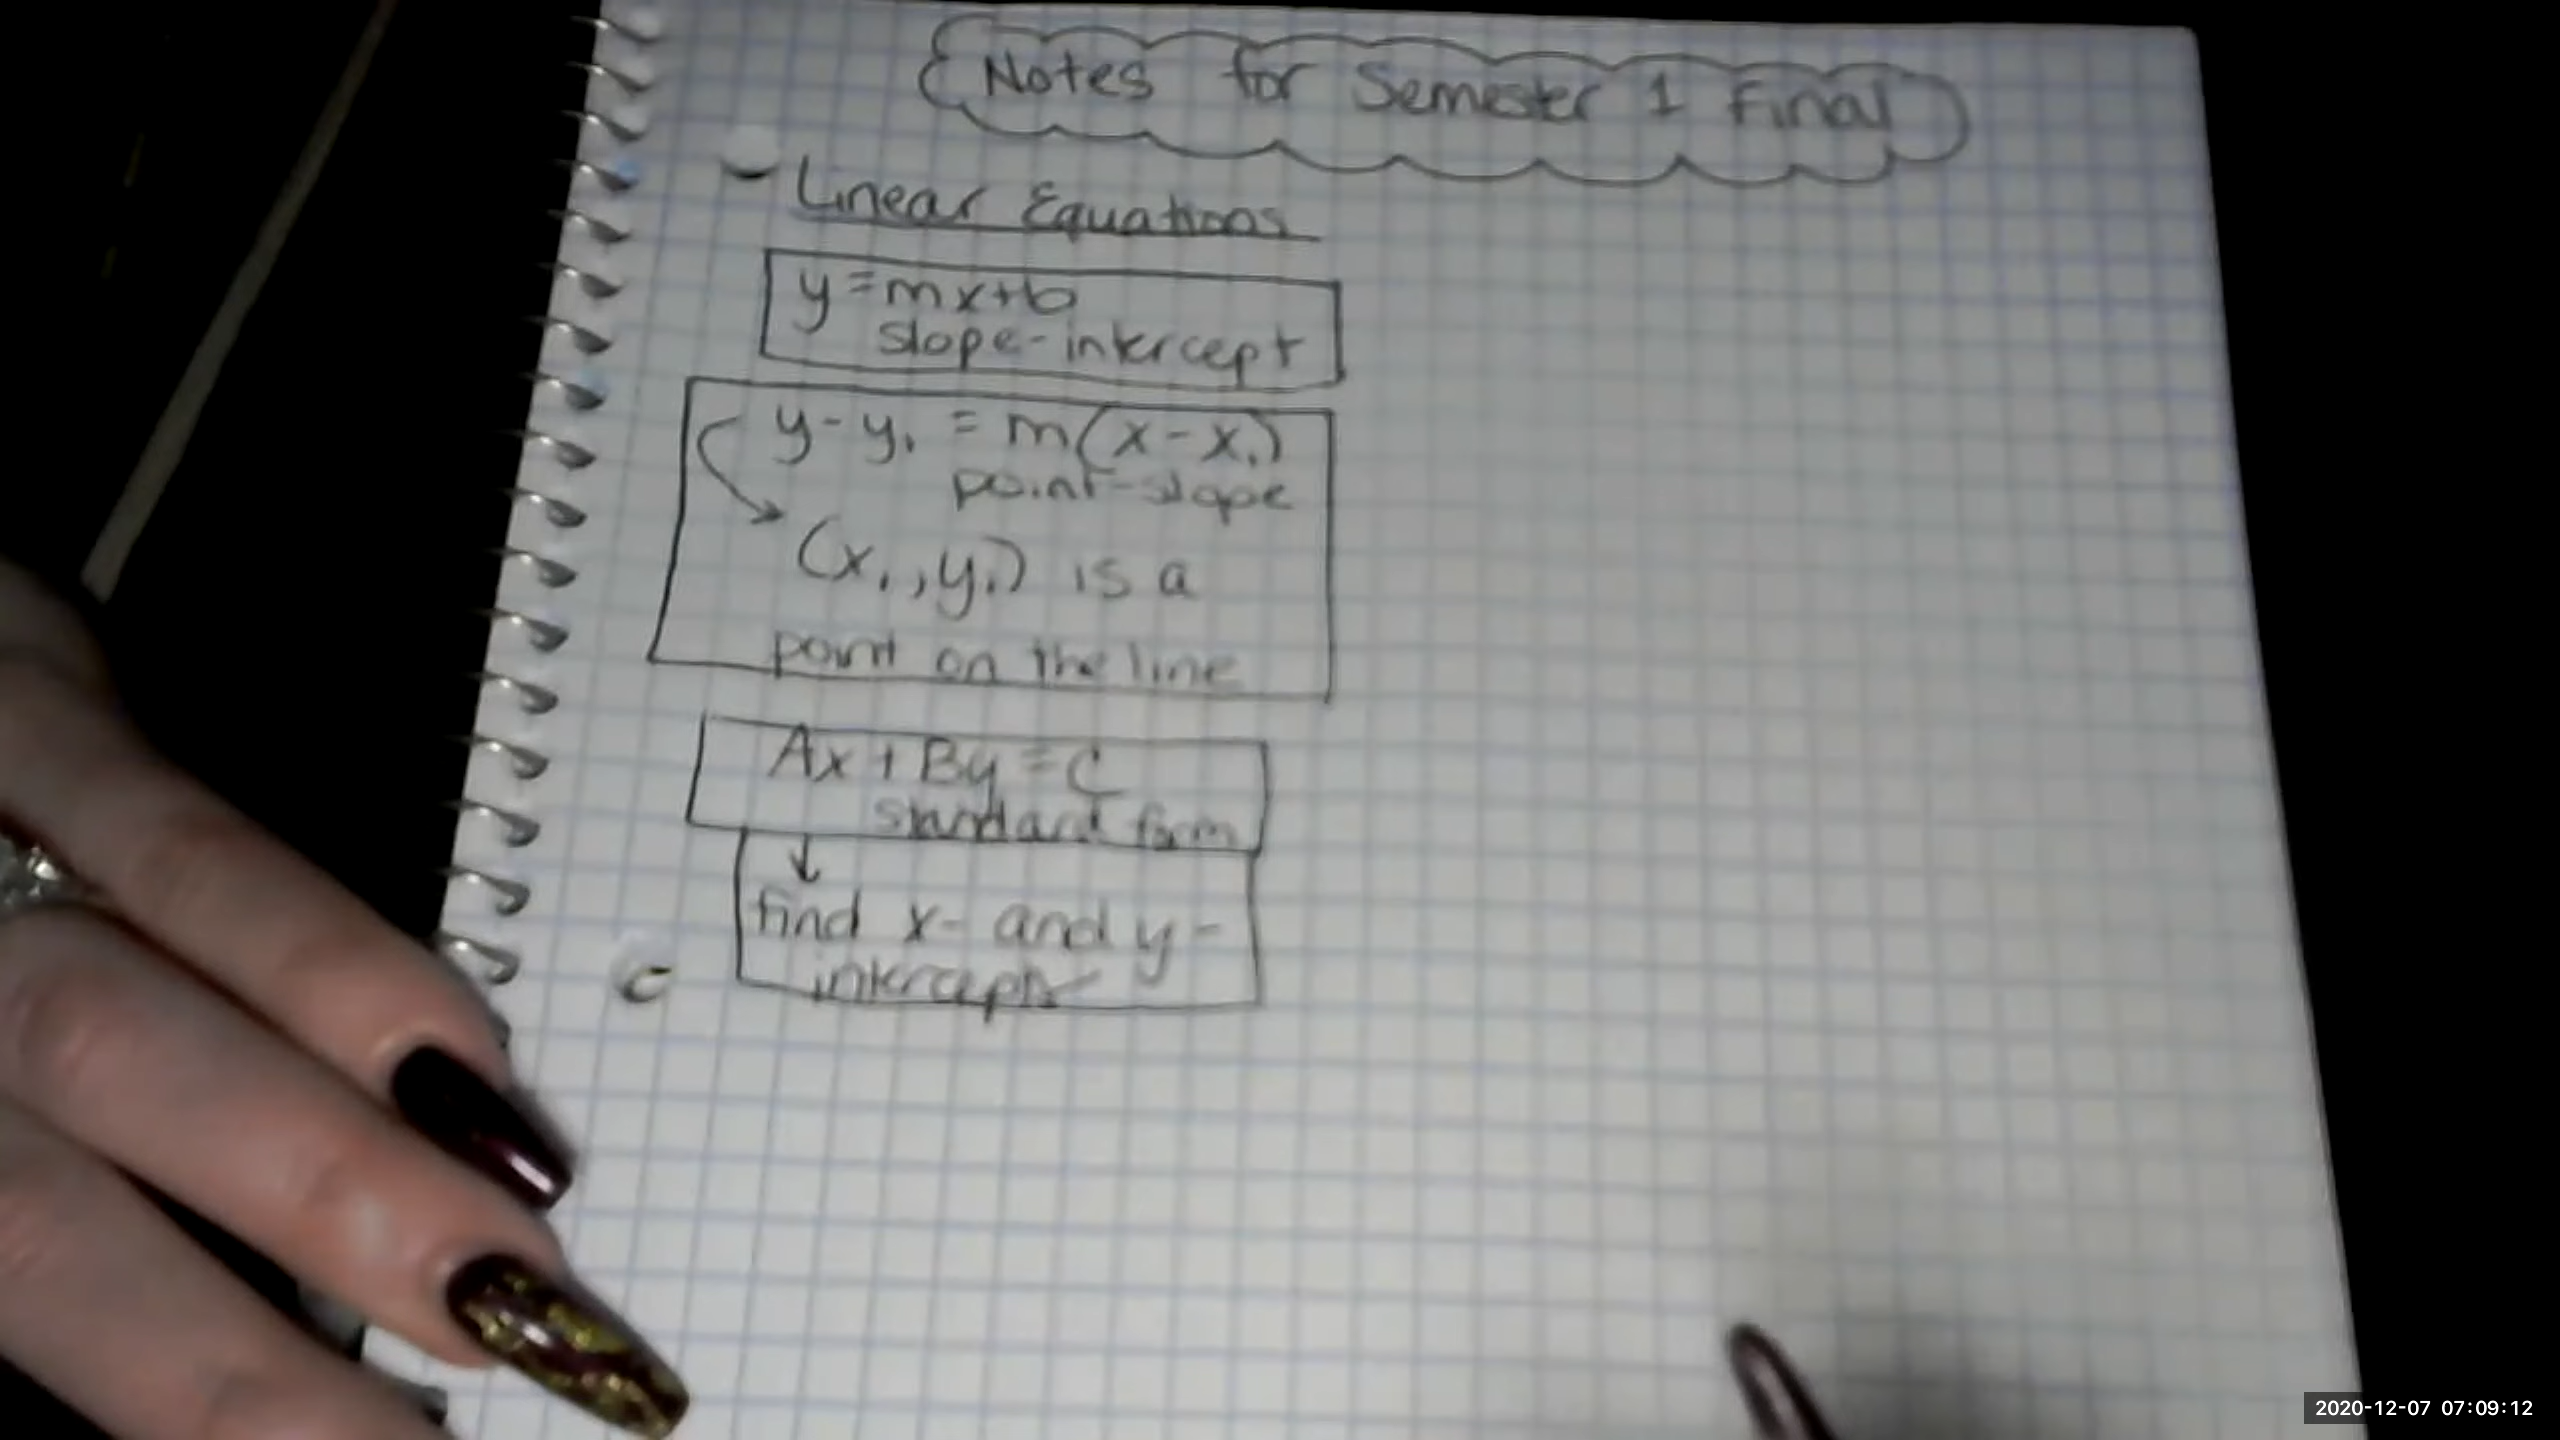 Notes for Semester 1 Final
- Linear Equations
y = mx+b
slope-intercept
y - y₁ = m(x - x₁)
point-slope
(x₁, y₁) is a
point on the line
Ax + By = C
standard form
find x- and y-
intercepts
2020-12-07 07:09:12